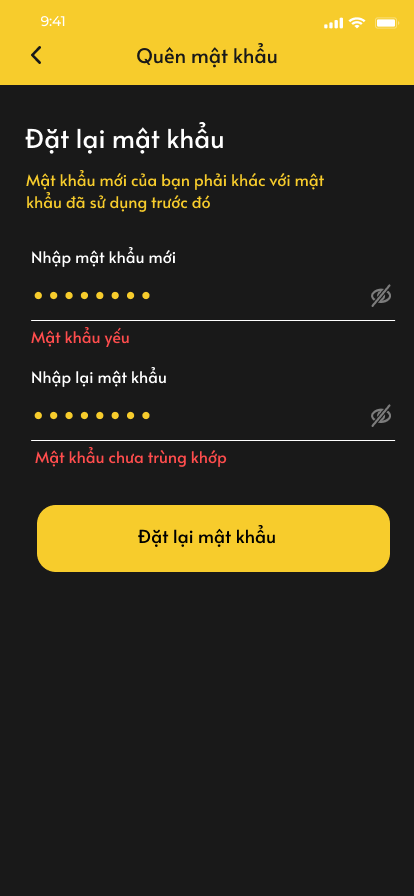 9:41
Quên mật khẩu
Đặt lại mật khẩu
Mật khẩu mới của bạn phải khác với mật
khẩu đã sử dụng trước đó
Nhập mật khẩu mới
••••••••
Mật khẩu yếu
Nhập lại mật khẩu
••••••••
Mật khẩu chưa trùng khớp
Đặt lại mật khẩu